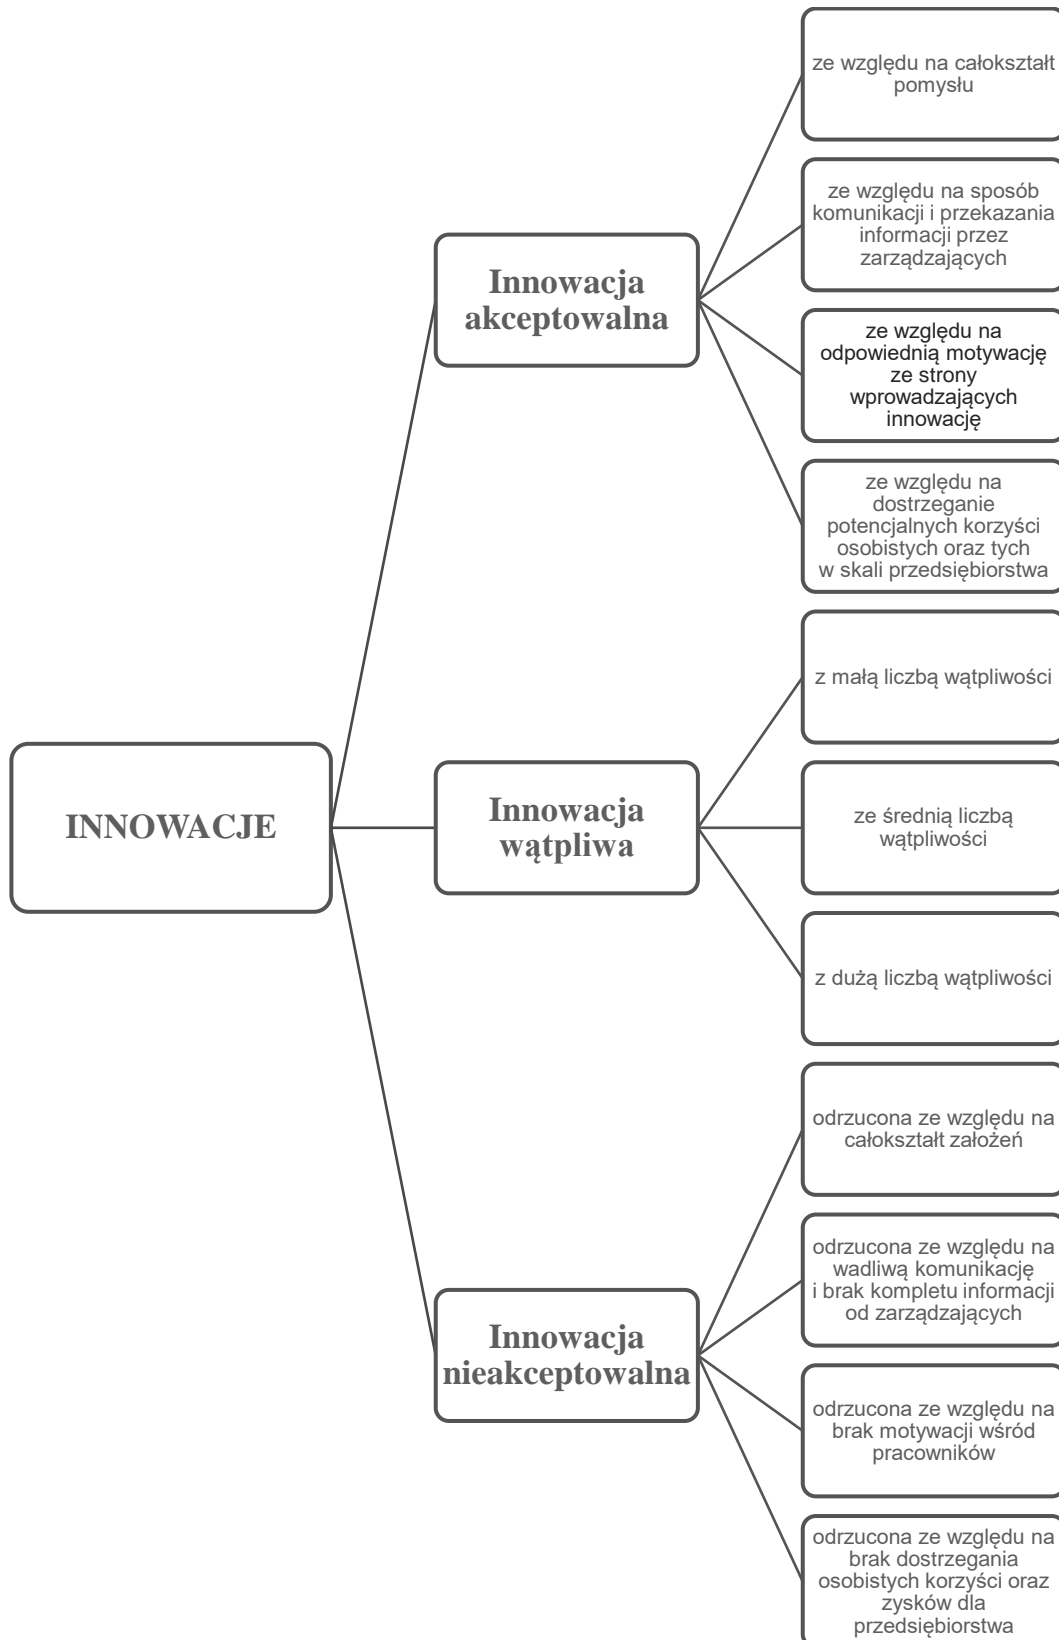 INNOWACJE
Innowacja
akceptowalna
ze względu na całokształt
pomysłu
ze względu na sposób
komunikacji i przekazania
informacji przez
zarządzających
ze względu na
odpowiednią motywację
ze strony
wprowadzających
innowację
ze względu na
dostrzeganie
potencjalnych korzyści
osobistych oraz tych
w skali przedsiębiorstwa
Innowacja
wątpliwa
z małą liczbą wątpliwości
ze średnią liczbą
wątpliwości
z dużą liczbą wątpliwości
Innowacja
nieakceptowalna
odrzucona ze względu na
całokształt założeń
odrzucona ze względu na
wadliwą komunikację
i brak kompletu informacji
od zarządzających
odrzucona ze względu na
brak motywacji wśród
pracowników
odrzucona ze względu na
brak dostrzegania
osobistych korzyści oraz
zysków dla
przedsiębiorstwa